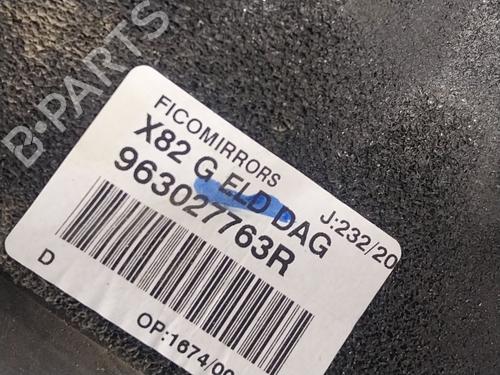 B-PARTS
FICOMIRRORS
J:232/20
X82 G ELD DAG
963027763R
D
OP:1674/00